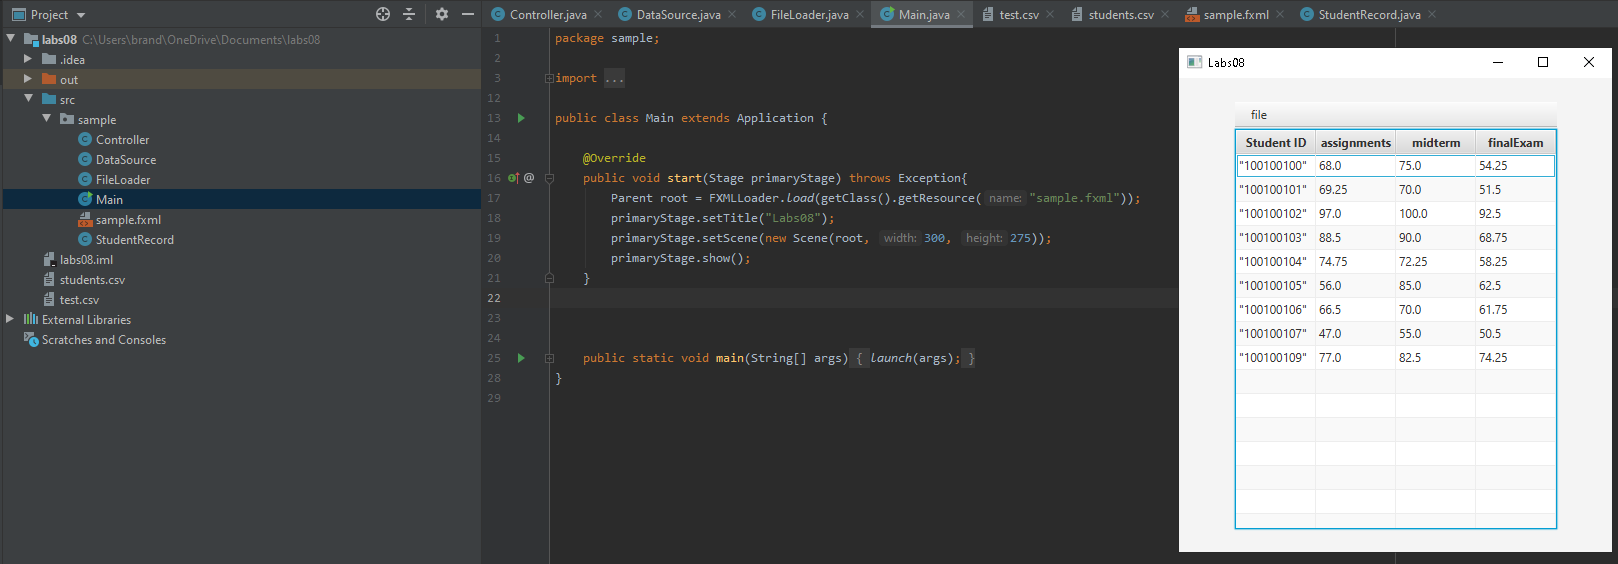 Project
labs08 C:\Users\brand\OneDrive\Documents\labs08
.idea
out
src
sample
Controller
DataSource
FileLoader
Main
sample.fxml
StudentRecord
labs08.iml
students.csv
test.csv
External Libraries
Scratches and Consoles
Controller.java DataSource.java FileLoader.java Main.java test.csv students.csv sample.fxml StudentRecord.java
1 package sample;
2
3 import ...
12
13 public class Main extends Application {
14
15 @Override
16 @ public void start(Stage primaryStage) throws Exception{
17 Parent root = FXMLLoader.load(getClass().getResource( name: "sample.fxml"));
18 primaryStage.setTitle("Labs08");
19 primaryStage.setScene(new Scene(root, width: 300, height: 275));
20 primaryStage.show();
21 }
22
23
24
25 public static void main(String[] args) { launch(args); }
28 }
29
Labs08
file
Student ID assignments midterm finalExam
"100100100" 68.0 75.0 54.25
"100100101" 69.25 70.0 51.5
"100100102" 97.0 100.0 92.5
"100100103" 88.5 90.0 68.75
"100100104" 74.75 72.25 58.25
"100100105" 56.0 85.0 62.5
"100100106" 66.5 70.0 61.75
"100100107" 47.0 55.0 50.5
"100100109" 77.0 82.5 74.25